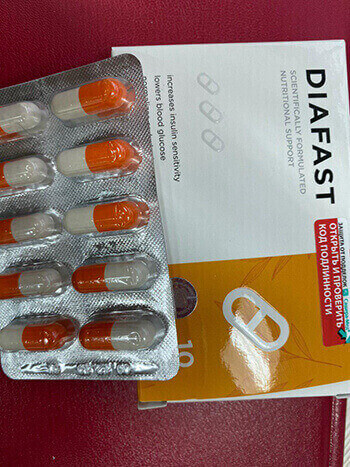 DIAFAST
SCIENTIFICALLY FORMULATED
NUTRITIONAL SUPPORT
increases insulin sensitivity
lowers blood glucose
ОТКРЫТЬ И ПРОВЕРИТЬ
КОД ПОДЛИННОСТИ
10